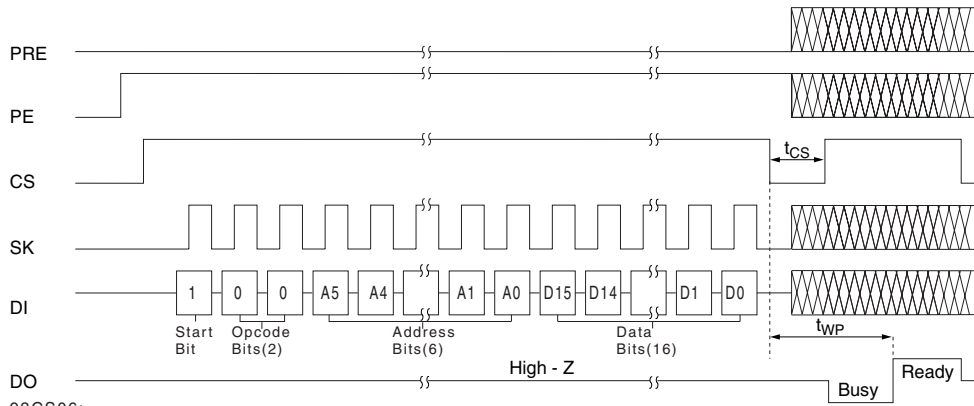 PRE
PE
CS
tCS
SK
DI
1 0 0 A5 A4 A1 A0 D15 D14 D1 D0
Start Bit
Opcode Bits(2)
Address Bits(6)
Data Bits(16)
tWP
DO
High - Z
Busy
Ready